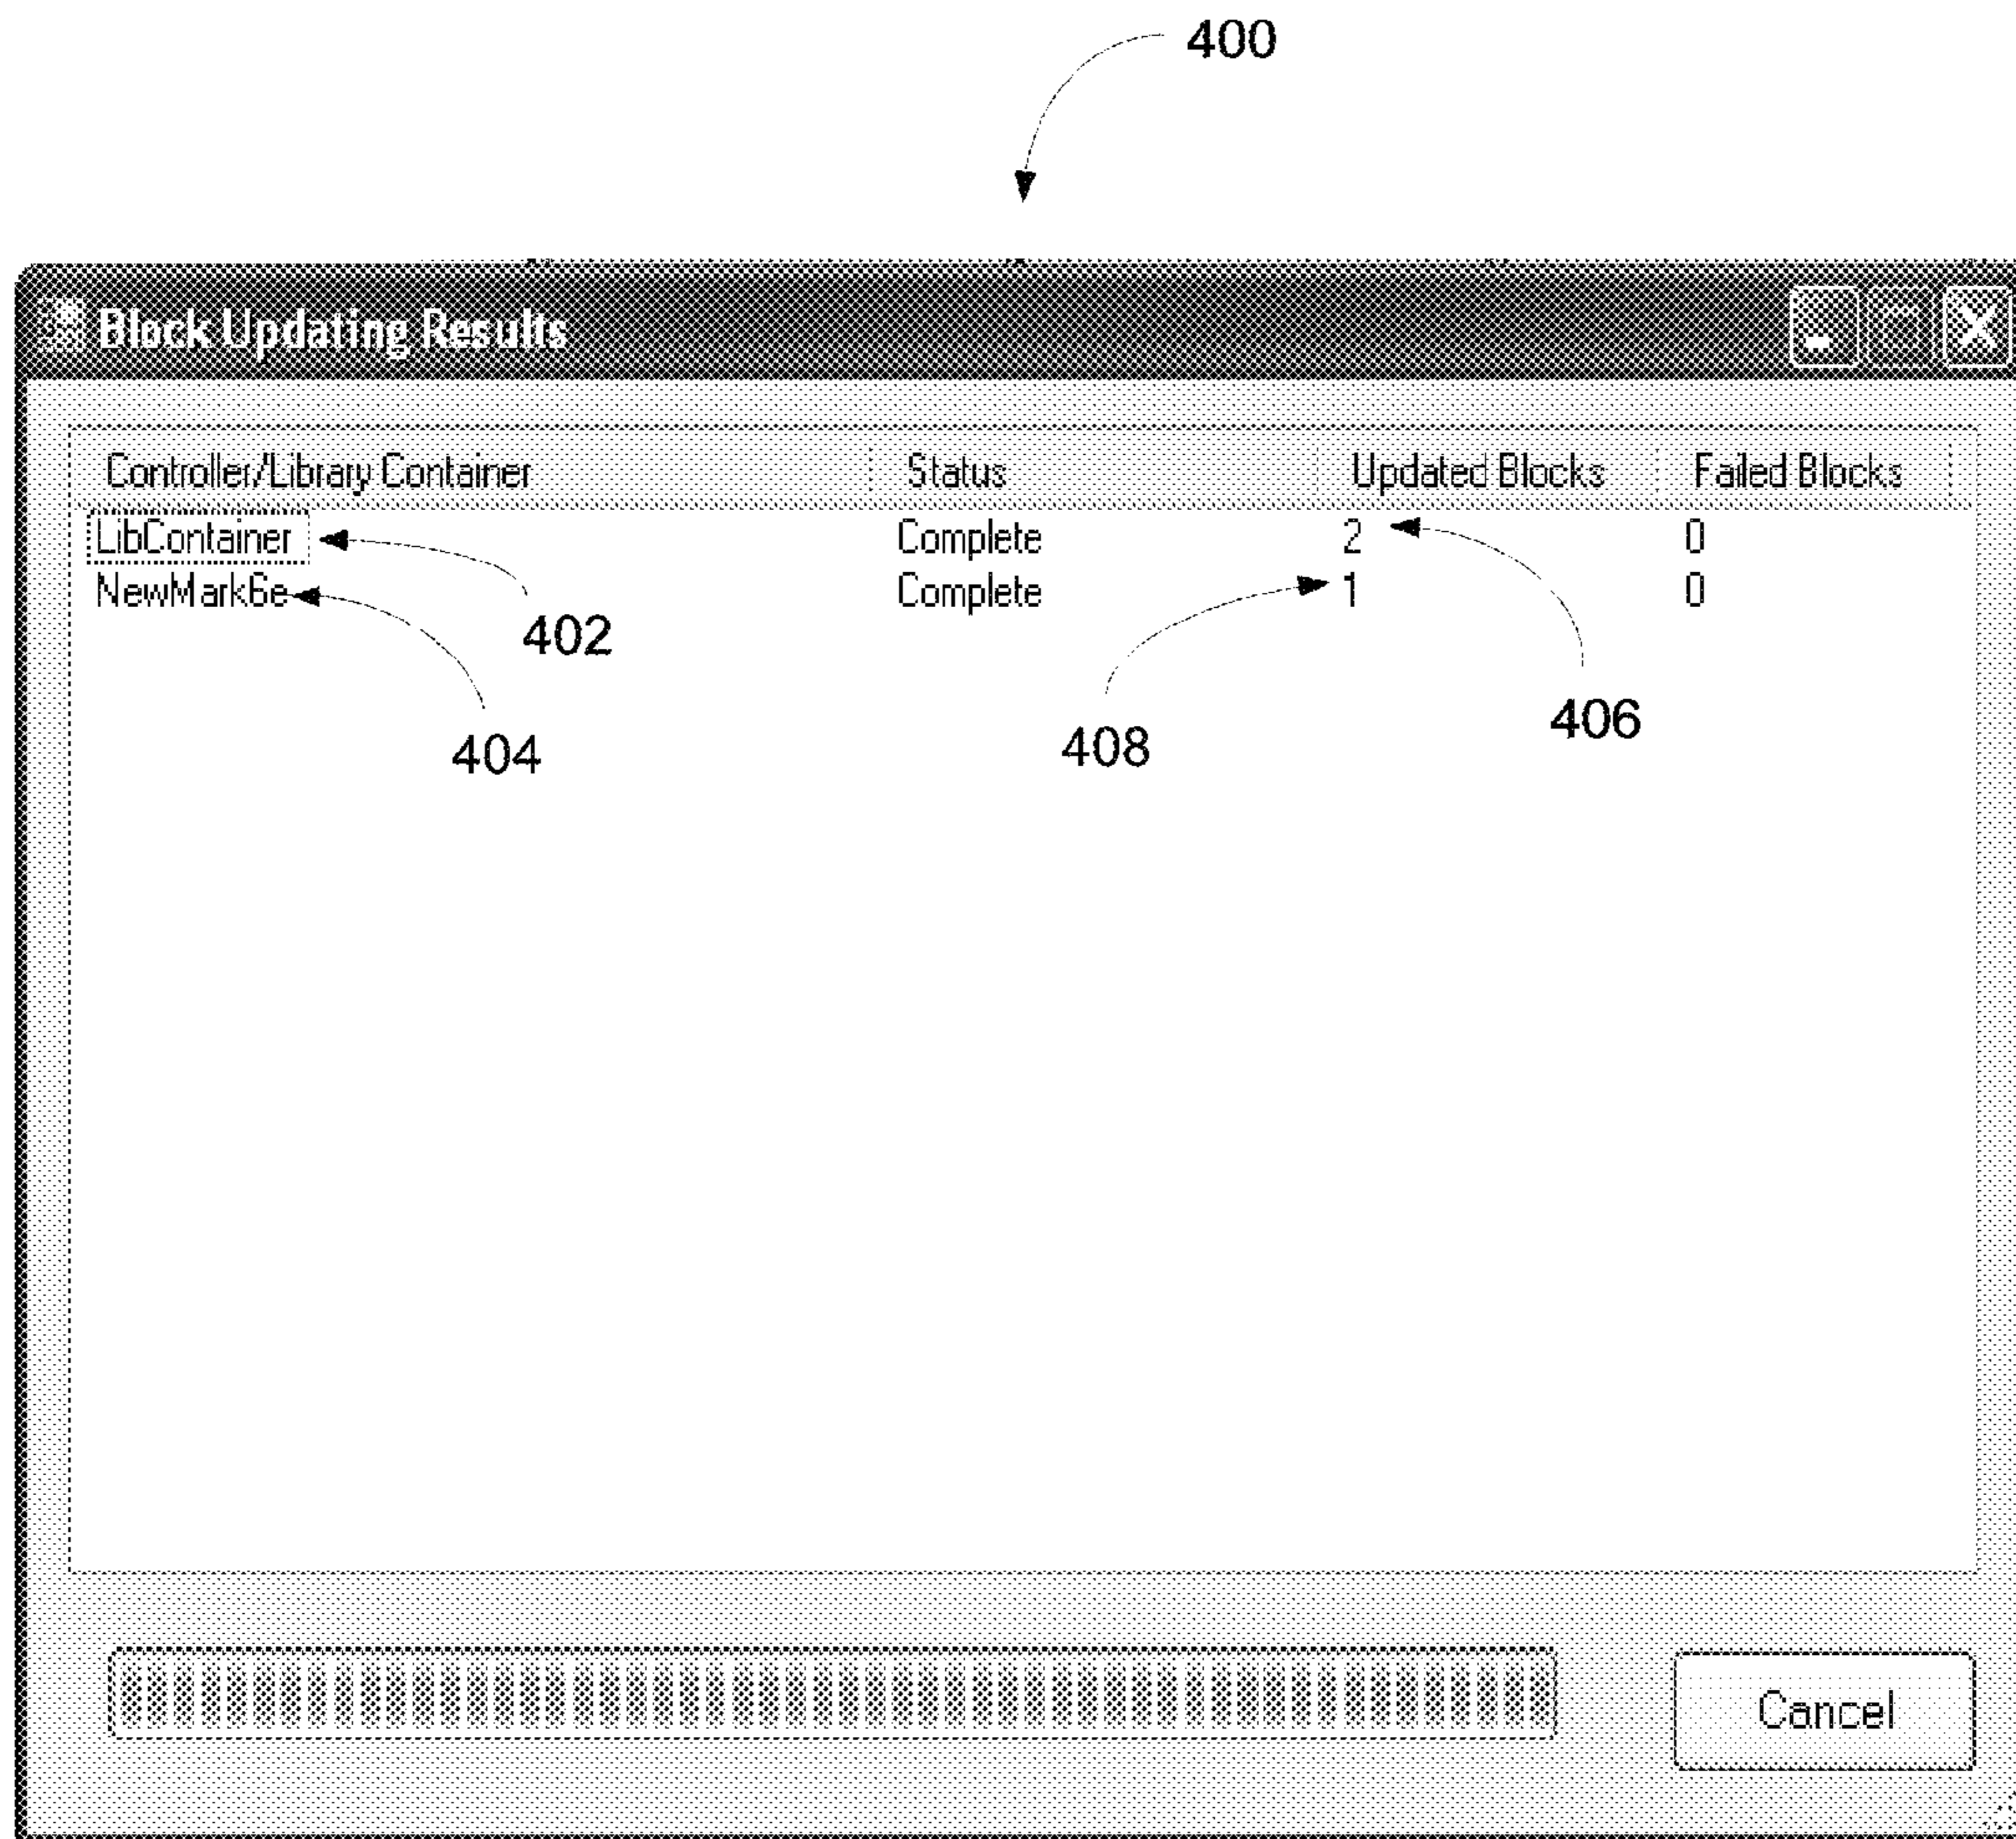 400
Block Updating Results
Controller/Library Container Status Updated Blocks Failed Blocks
LibContainer Complete 2 0
NewMark6e Complete 1 0
402
404
408
406
Cancel